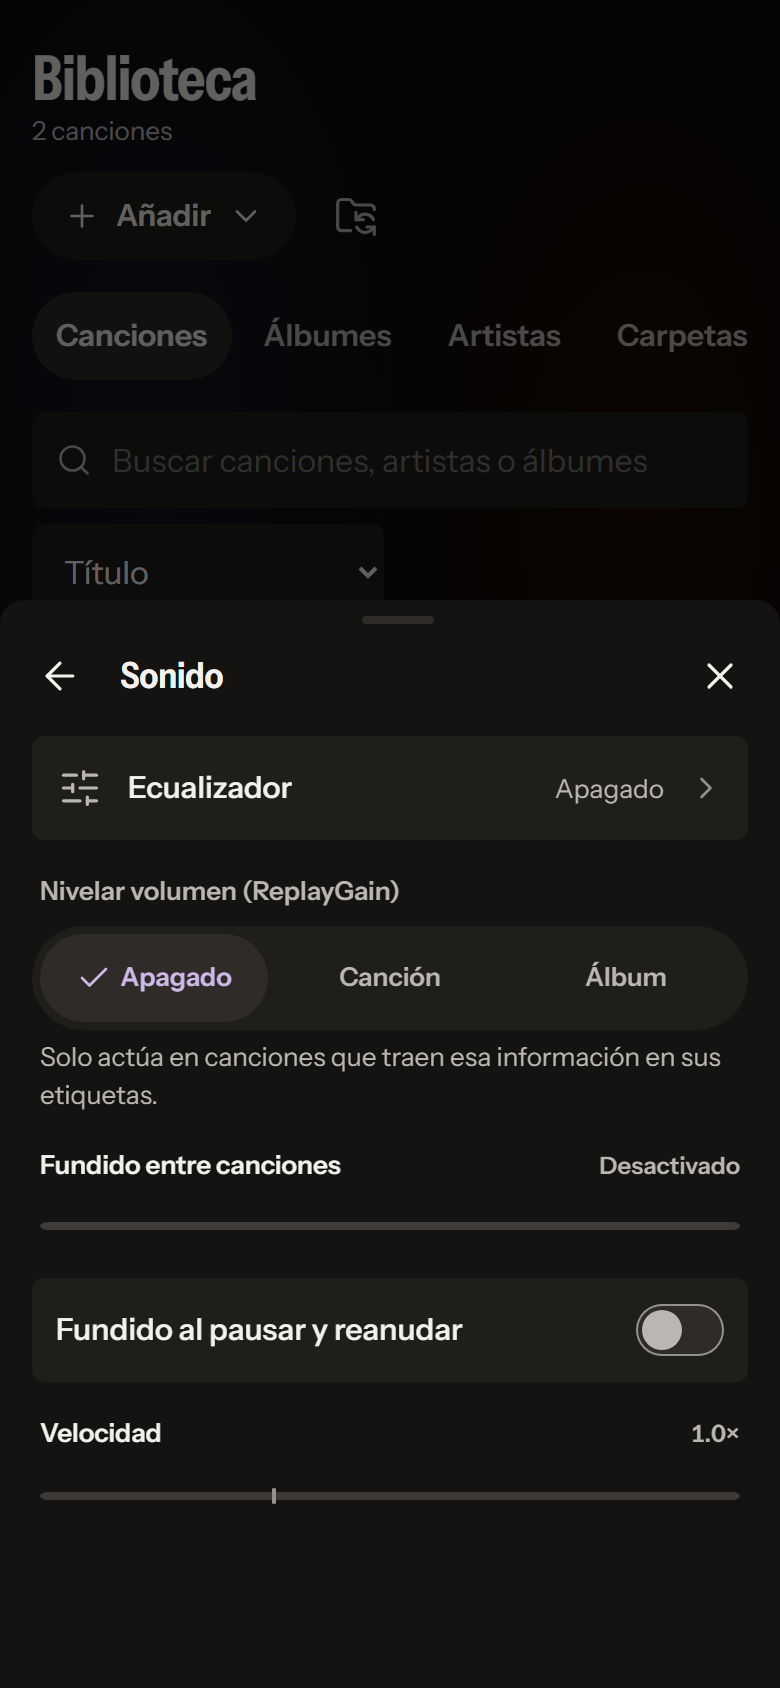 Biblioteca
2 canciones
Añadir
Canciones Álbumes Artistas Carpetas
Buscar canciones, artistas o álbumes
Título
Sonido
Ecualizador Apagado
Nivelar volumen (ReplayGain)
Apagado Canción Álbum
Solo actúa en canciones que traen esa información en sus
etiquetas.
Fundido entre canciones Desactivado
Fundido al pausar y reanudar
Velocidad 1.0×